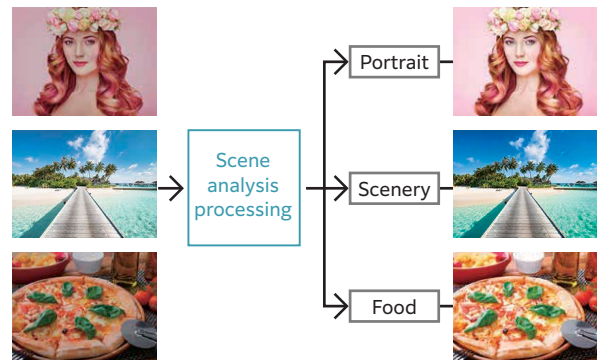 Portrait
Scene
analysis
processing
Scenery
Food